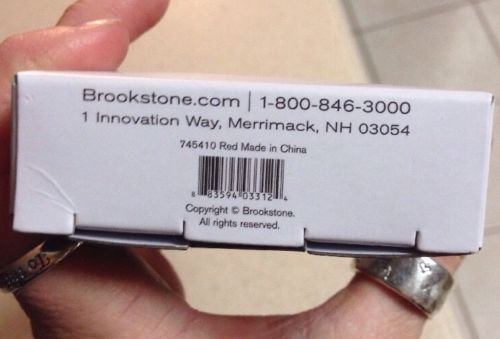 Brookstone.com | 1-800-846-3000
1 Innovation Way, Merrimack, NH 03054
745410 Red Made in China
8 83594 03312 4
Copyright © Brookstone.
All rights reserved.